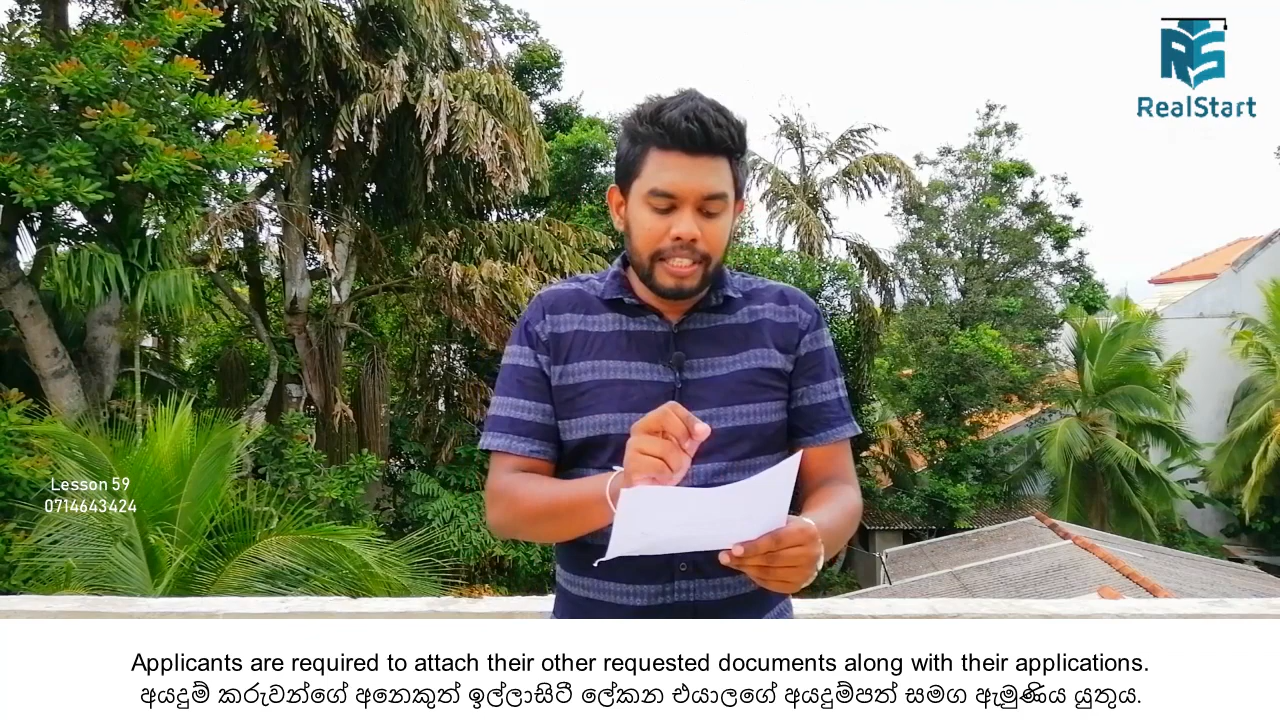 RS
RealStart
Lesson 59
0714643424
Applicants are required to attach their other requested documents along with their applications.
අයදුම් කරුවන්ගේ අනෙකුත් ඉල්ලාසිටී ලේකන එයාලගේ අයදුම්පත් සමග ඇමුණිය යුතුය.